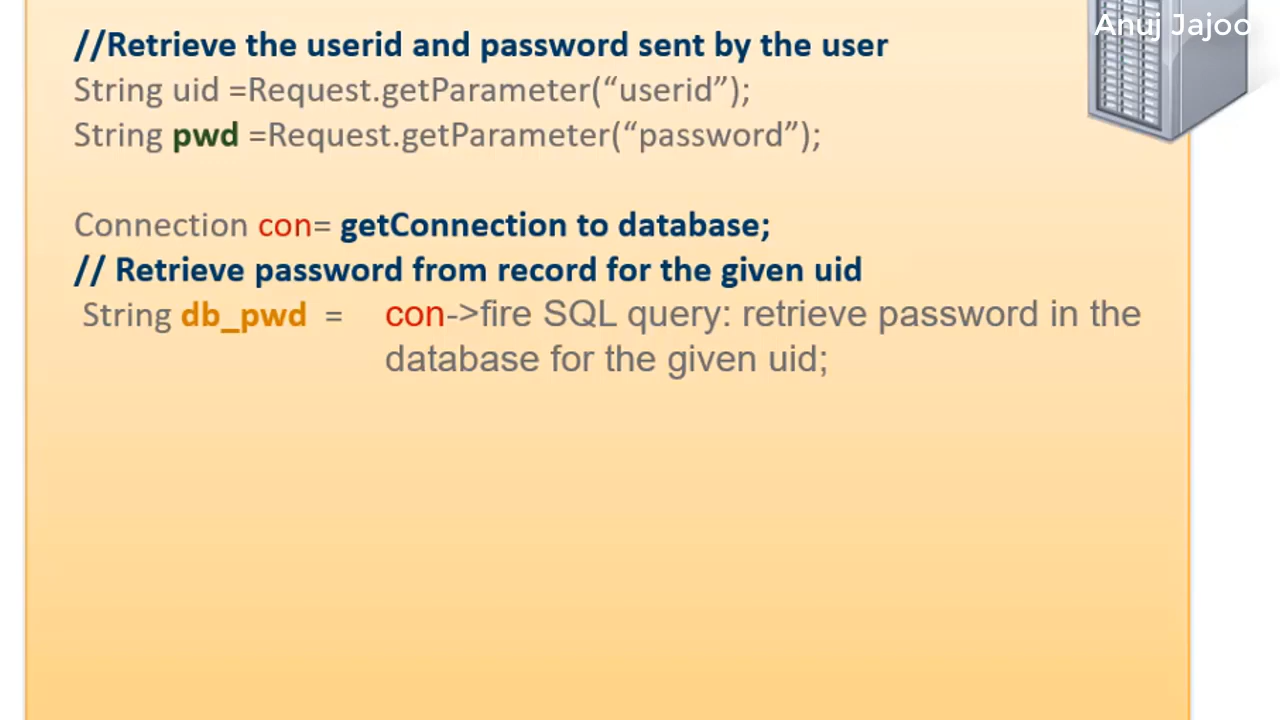 Anuj Jajoo
//Retrieve the userid and password sent by the user
String uid =Request.getParameter(“userid”);
String pwd =Request.getParameter(“password”);
Connection con= getConnection to database;
// Retrieve password from record for the given uid
String db_pwd = con->fire SQL query: retrieve password in the
database for the given uid;